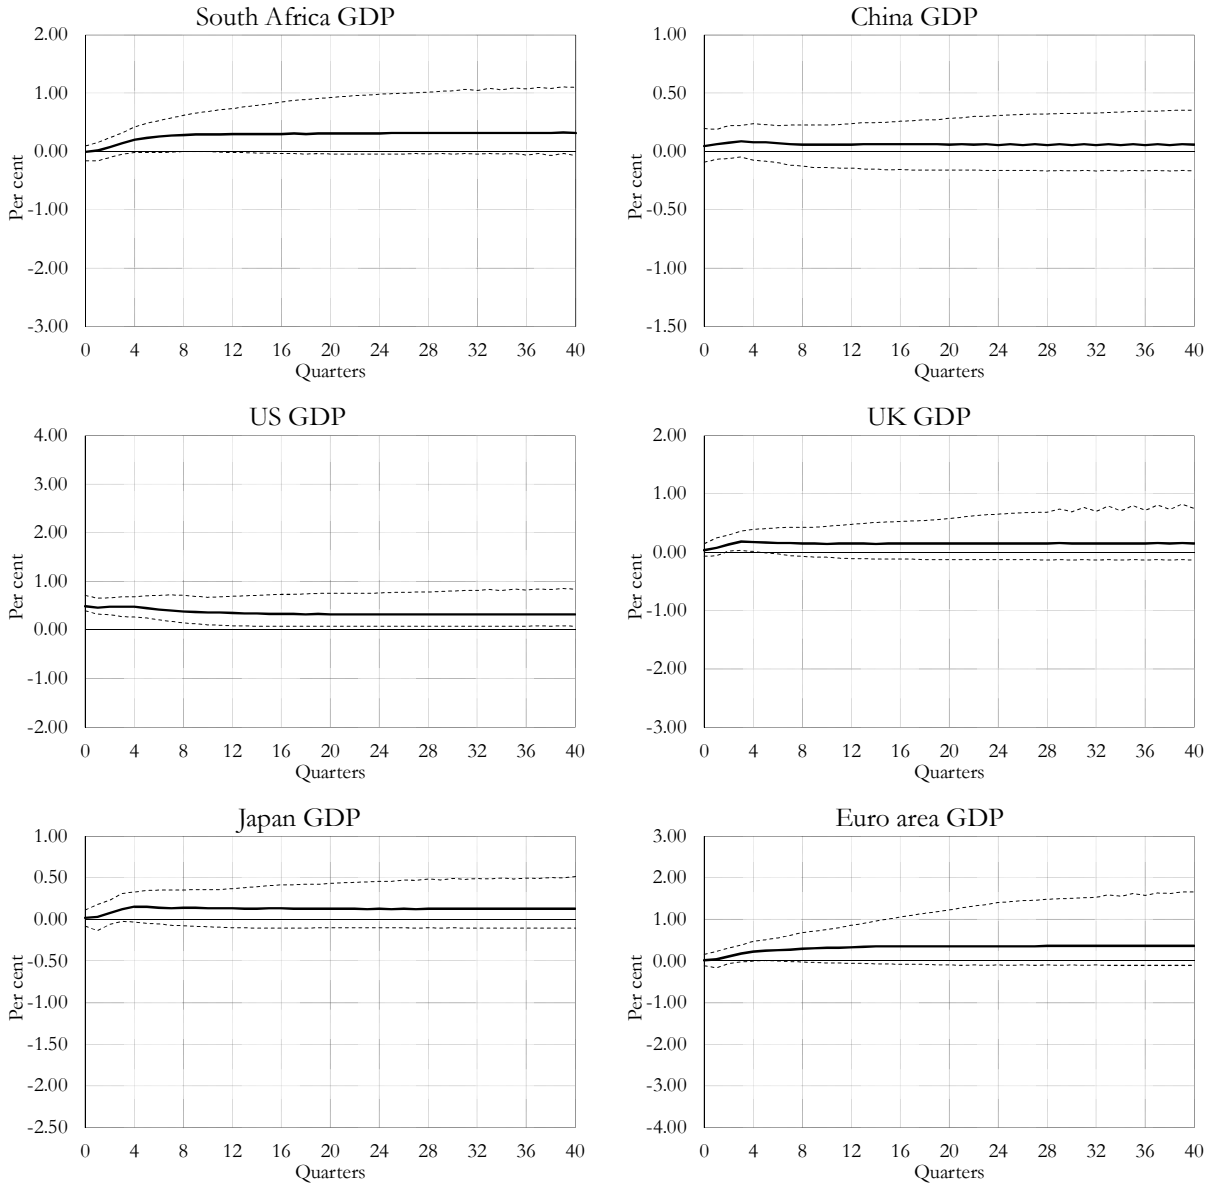 South Africa GDP
2.00
1.00
0.00
-1.00
-2.00
-3.00
Per cent
0 4 8 12 16 20 24 28 32 36 40
Quarters
China GDP
1.00
0.50
0.00
-0.50
-1.00
-1.50
Per cent
0 4 8 12 16 20 24 28 32 36 40
Quarters
US GDP
4.00
3.00
2.00
1.00
0.00
-1.00
-2.00
Per cent
0 4 8 12 16 20 24 28 32 36 40
Quarters
UK GDP
2.00
1.00
0.00
-1.00
-2.00
-3.00
Per cent
0 4 8 12 16 20 24 28 32 36 40
Quarters
Japan GDP
1.00
0.50
0.00
-0.50
-1.00
-1.50
-2.00
-2.50
Per cent
0 4 8 12 16 20 24 28 32 36 40
Quarters
Euro area GDP
3.00
2.00
1.00
0.00
-1.00
-2.00
-3.00
-4.00
Per cent
0 4 8 12 16 20 24 28 32 36 40
Quarters